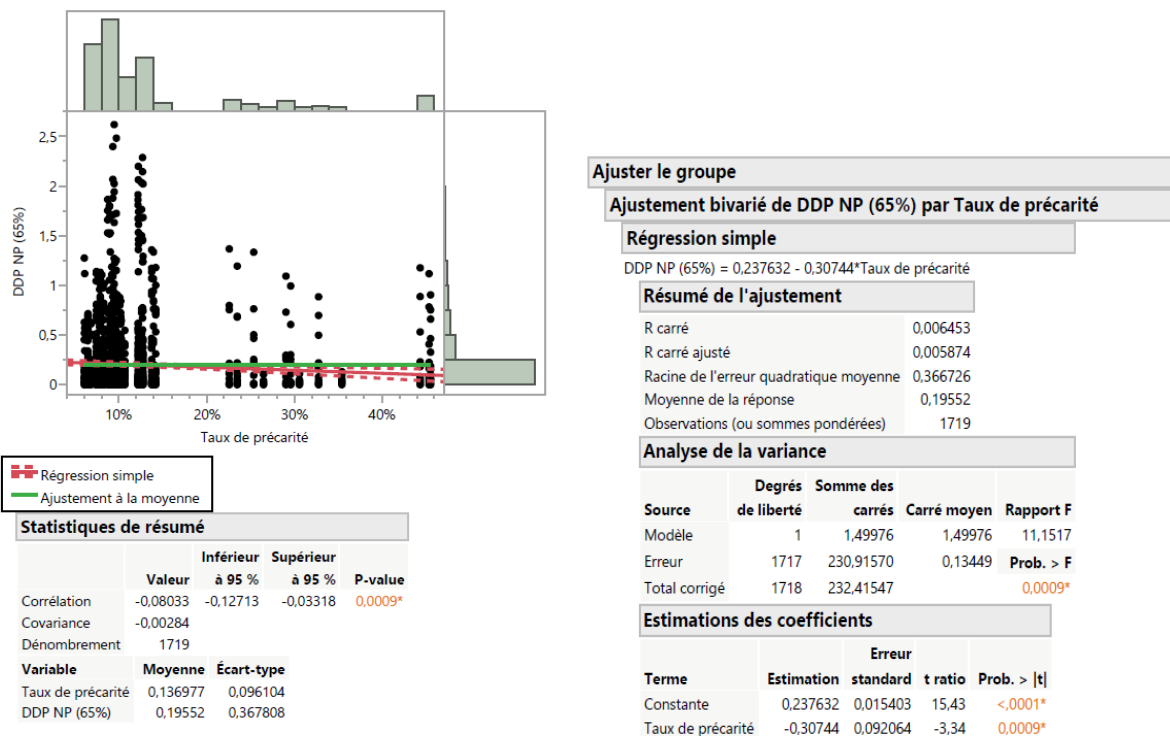 2,5
2
1,5
1
0,5
0
DDP NP (65%)
10% 20% 30% 40%
Taux de précarité
Régression simple
Ajustement à la moyenne
Statistiques de résumé
Inférieur Supérieur
Valeur à 95 % à 95 % P-value
Corrélation -0,08033 -0,12713 -0,03318 0,0009*
Covariance -0,00284
Dénombrement 1719
Variable Moyenne Écart-type
Taux de précarité 0,136977 0,096104
DDP NP (65%) 0,19552 0,367808
Ajuster le groupe
Ajustement bivarié de DDP NP (65%) par Taux de précarité
Régression simple
DDP NP (65%) = 0,237632 - 0,30744*Taux de précarité
Résumé de l'ajustement
R carré 0,006453
R carré ajusté 0,005874
Racine de l'erreur quadratique moyenne 0,366726
Moyenne de la réponse 0,19552
Observations (ou sommes pondérées) 1719
Analyse de la variance
Degrés Somme des
Source de liberté carrés Carré moyen Rapport F
Modèle 1 1,49976 1,49976 11,1517
Erreur 1717 230,91570 0,13449 Prob. > F
Total corrigé 1718 232,41547 0,0009*
Estimations des coefficients
Erreur
Terme Estimation standard t ratio Prob. > |t|
Constante 0,237632 0,015403 15,43 <,0001*
Taux de précarité -0,30744 0,092064 -3,34 0,0009*